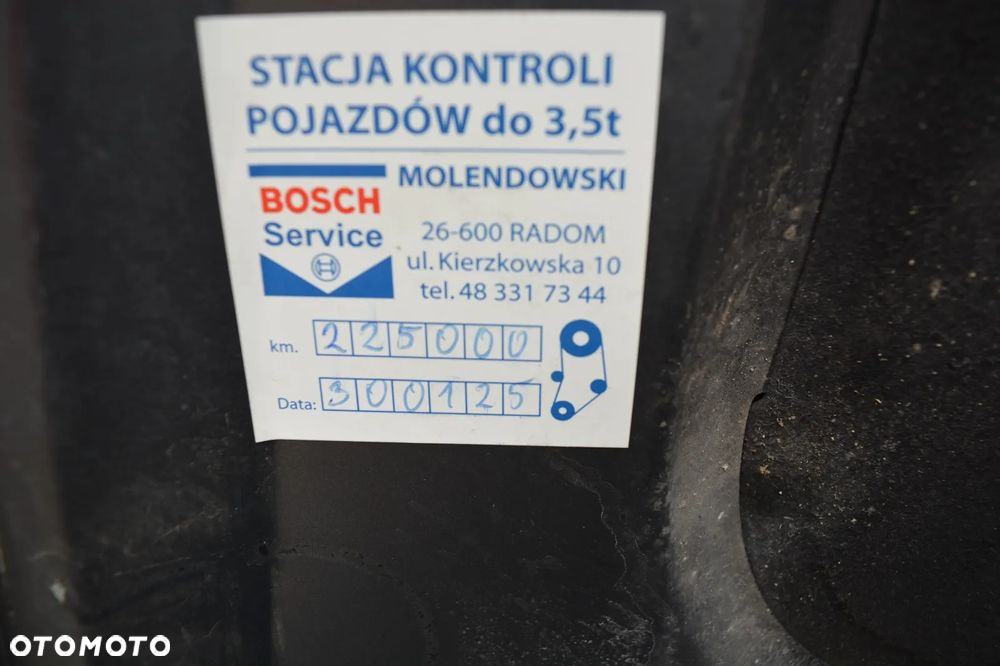 STACJA KONTROLI
POJAZDÓW do 3,5t
BOSCH
Service
MOLENDOWSKI
26-600 RADOM
ul. Kierzkowska 10
tel. 48 331 73 44
km. 225000
Data: 300125
OTOMOTO